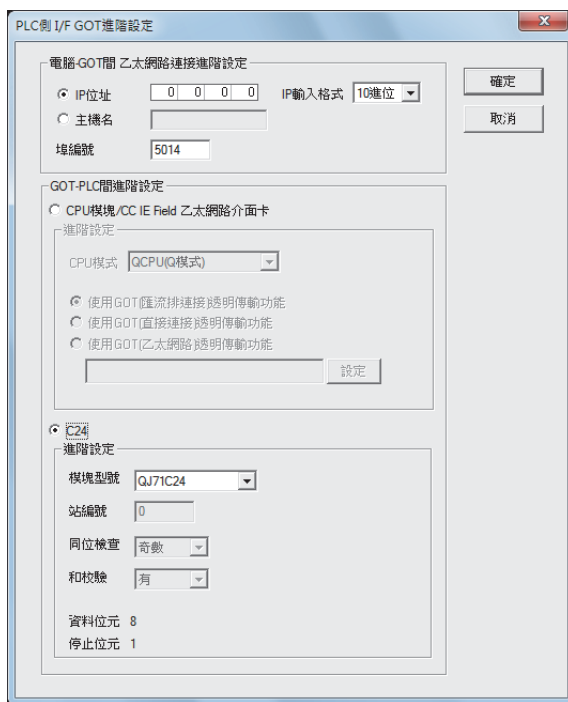 PLC側 I/F GOT進階設定
電腦-GOT間 乙太網路連接進階設定
IP位址 0 0 0 0 IP輸入格式 10進位
主機名
埠編號 5014
確定
取消
GOT-PLC間進階設定
CPU模塊/CC IE Field 乙太網路介面卡
進階設定
CPU模式 QCPU(Q模式)
使用GOT(匯流排連接)透明傳輸功能
使用GOT(直接連接)透明傳輸功能
使用GOT(乙太網路)透明傳輸功能
設定
C24
進階設定
模塊型號 QJ71C24
站編號 0
同位檢查 奇數
和校驗 有
資料位元 8
停止位元 1